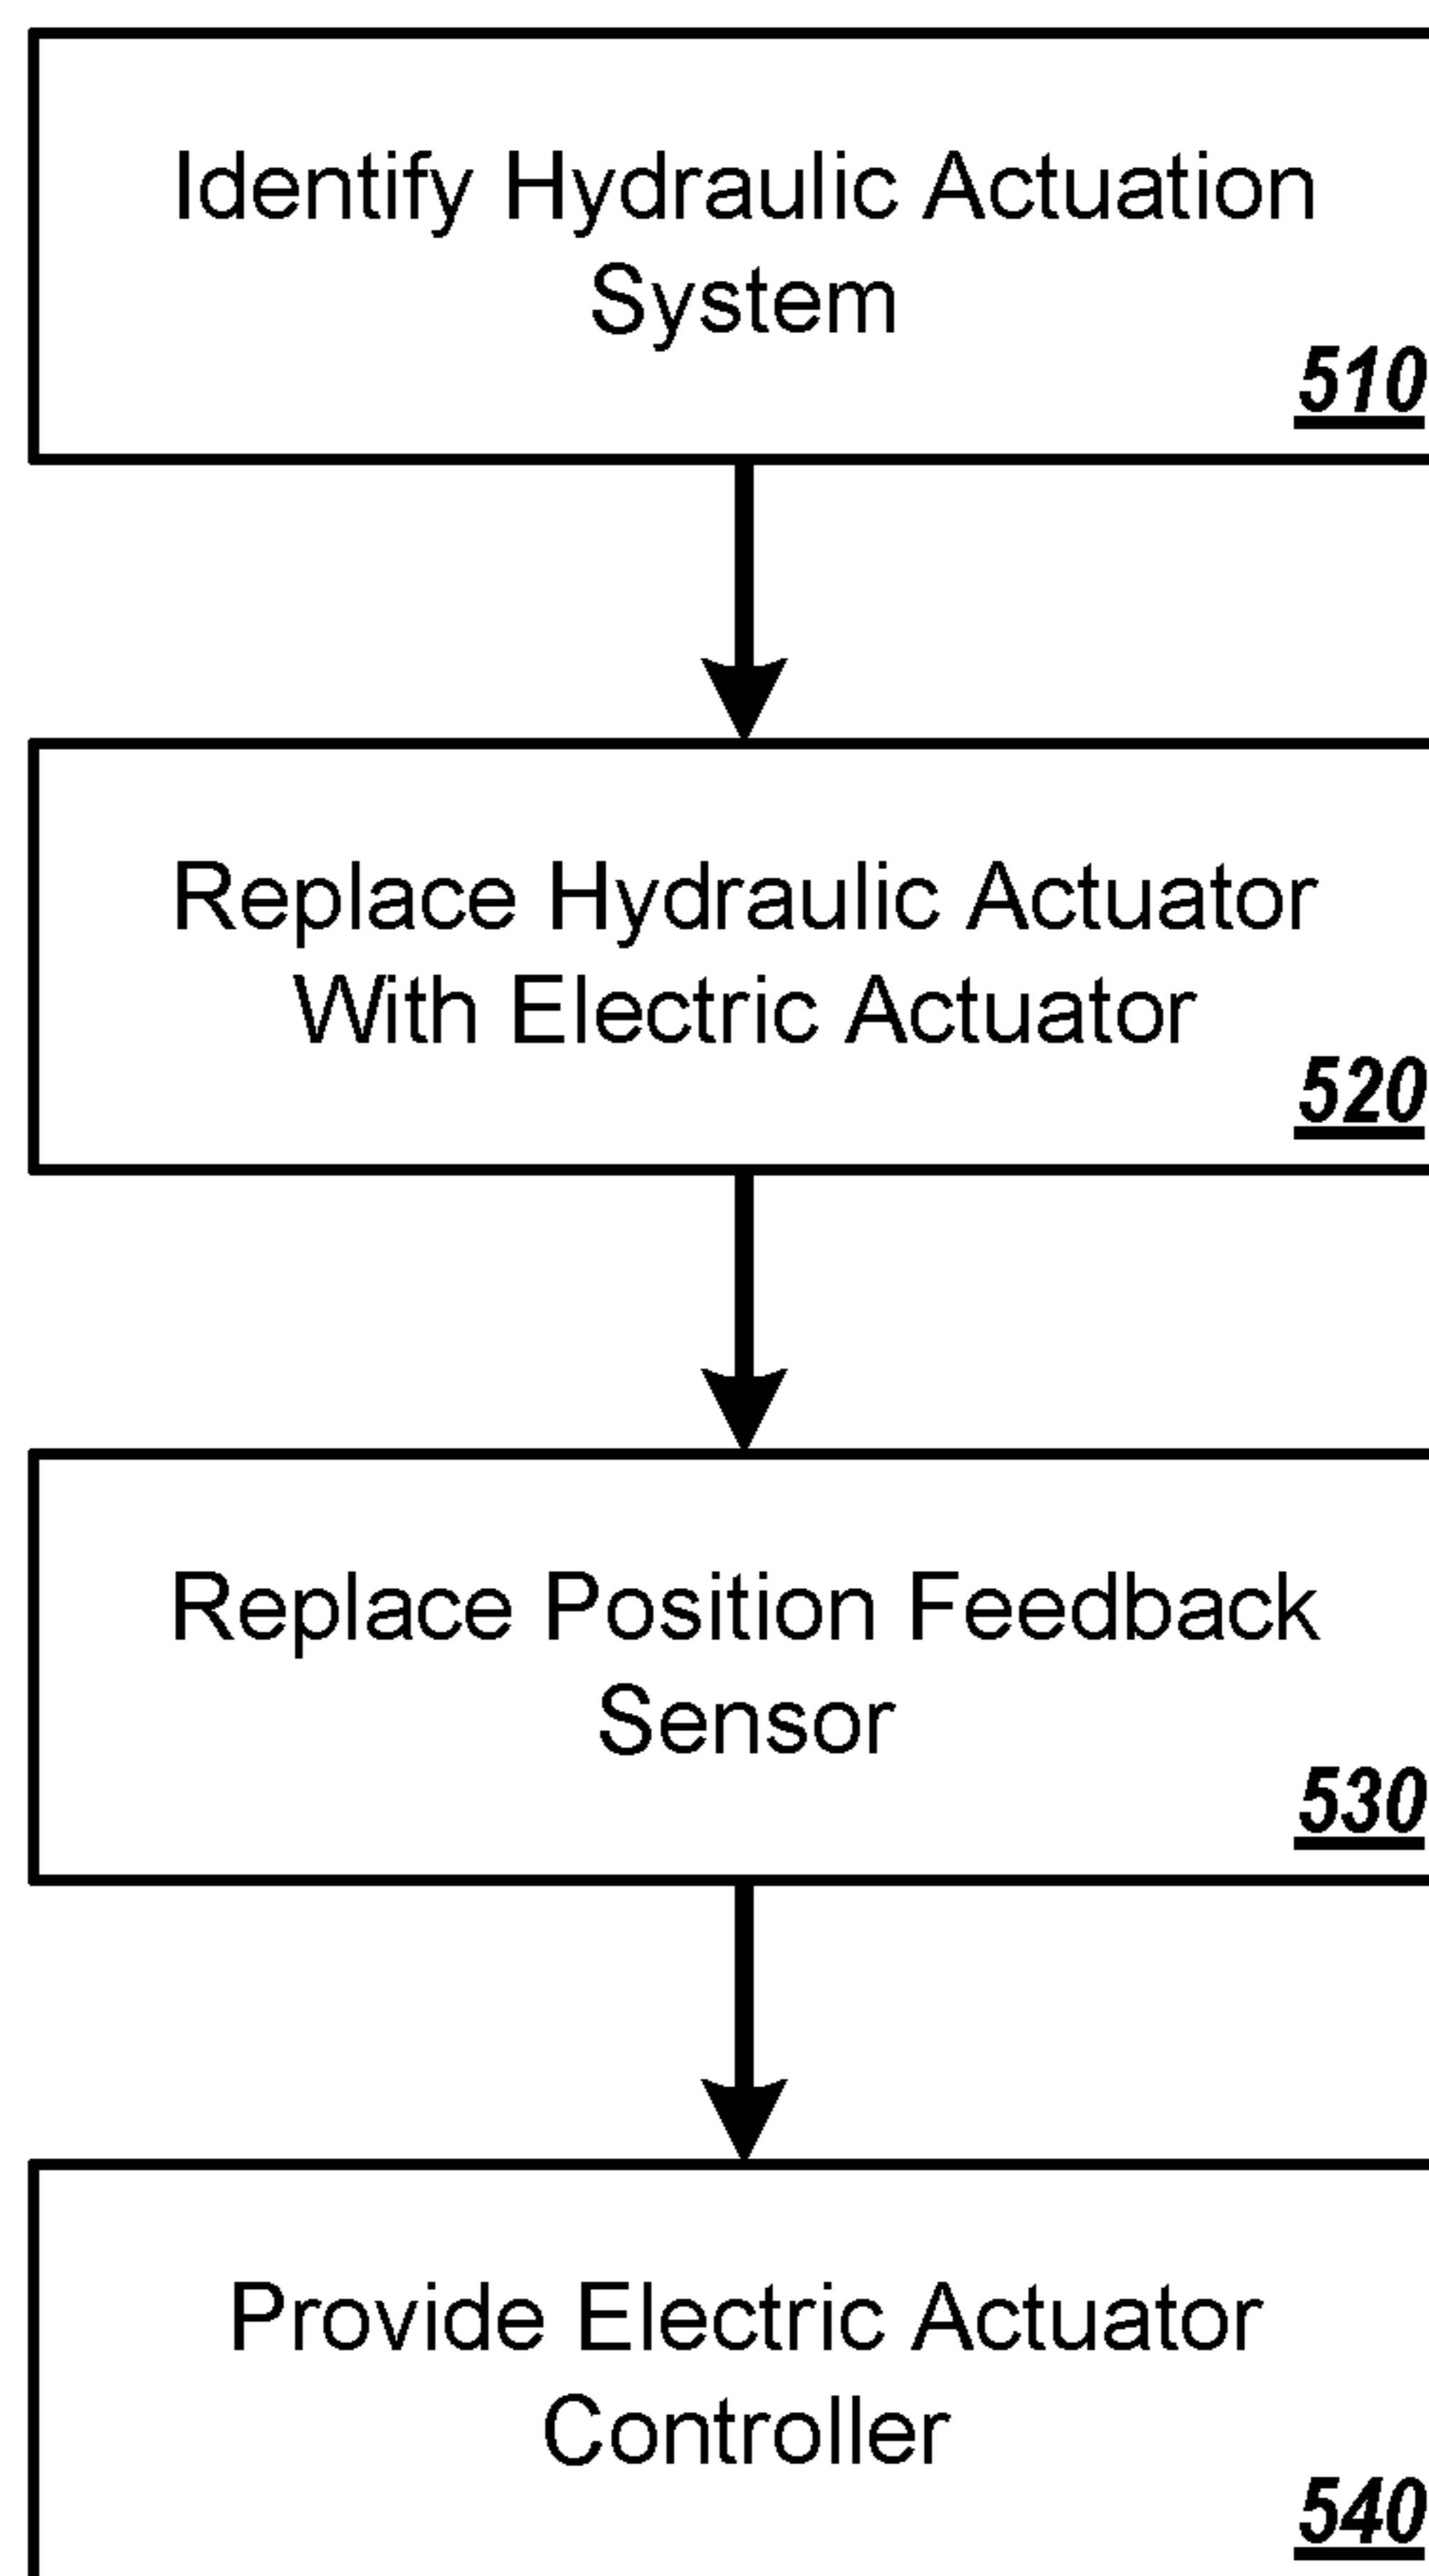 Identify Hydraulic Actuation
System
510
Replace Hydraulic Actuator
With Electric Actuator
520
Replace Position Feedback
Sensor
530
Provide Electric Actuator
Controller
540